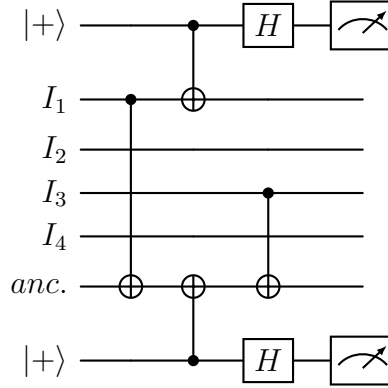 |+⟩ H
I₁
I₂
I₃
I₄
anc.
|+⟩ H